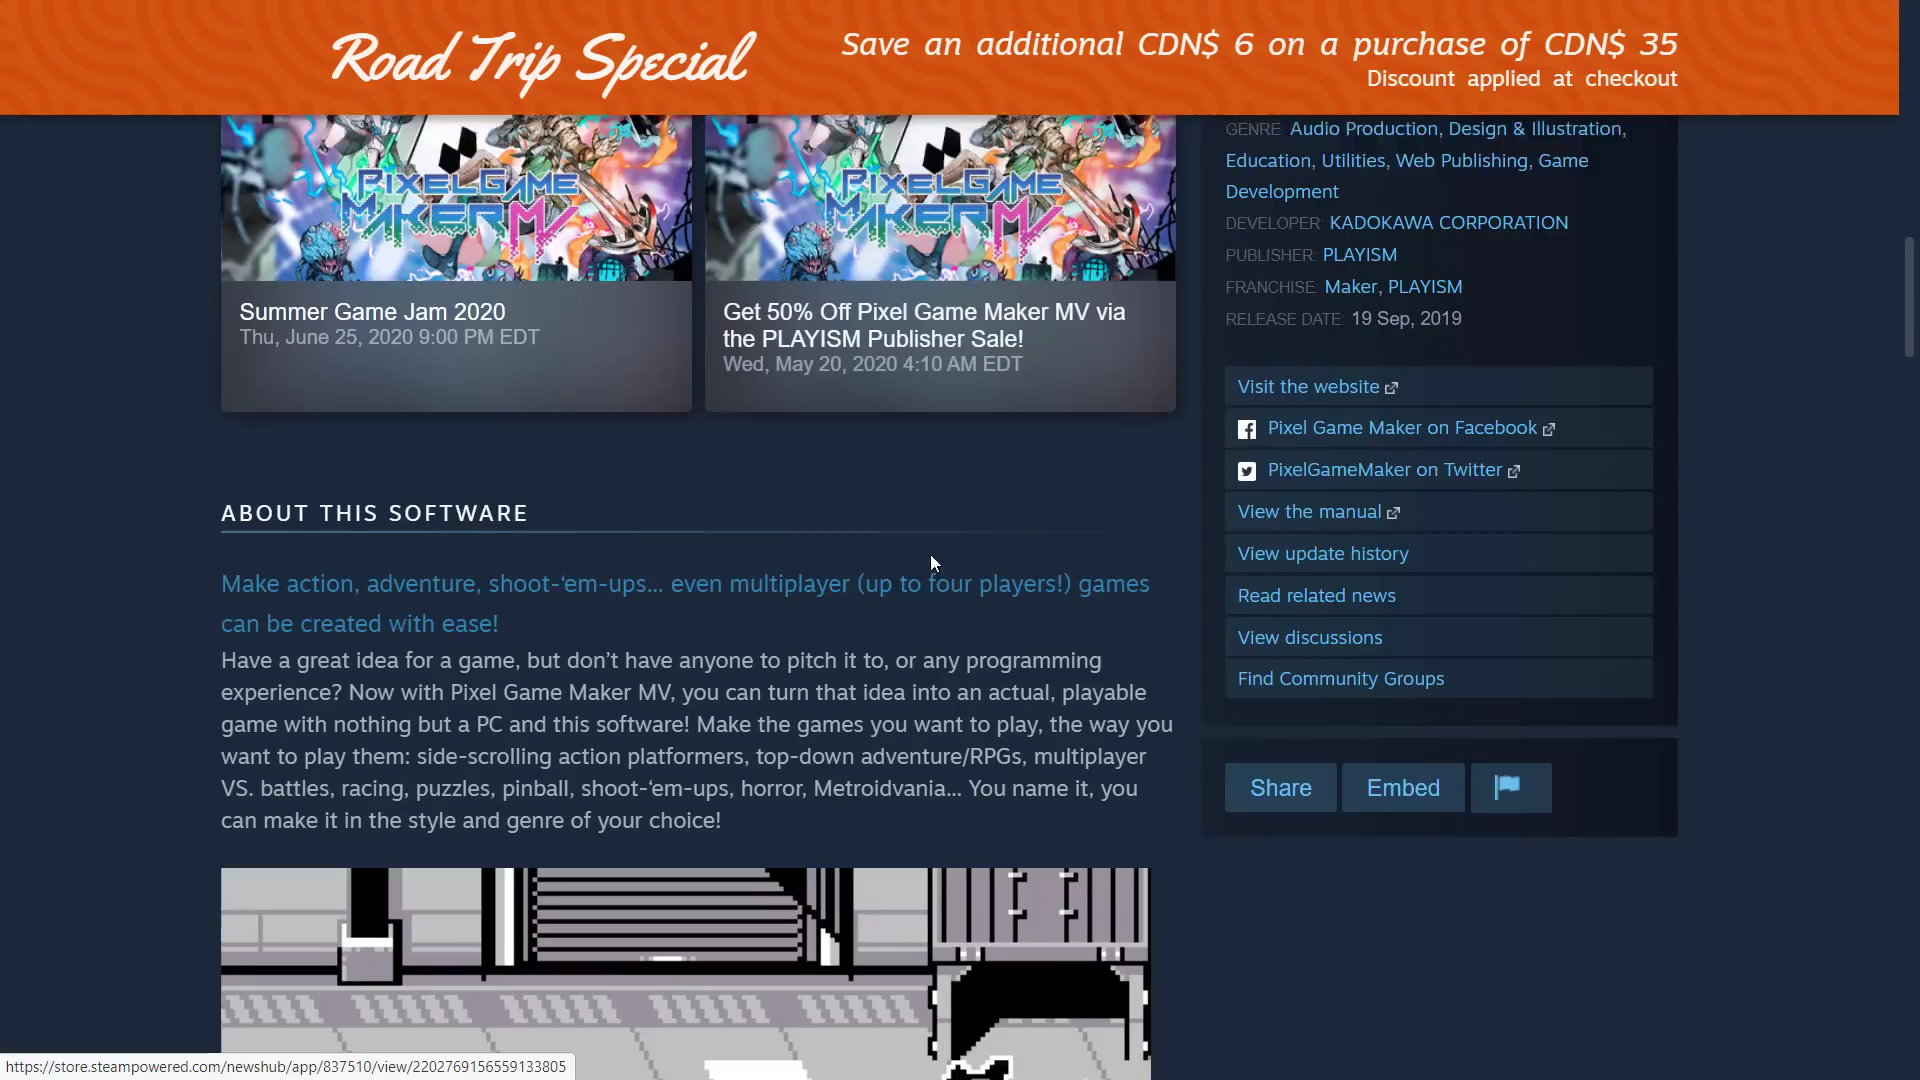 Road Trip Special
Save an additional CDN$ 6 on a purchase of CDN$ 35
Discount applied at checkout
PIXEL GAME
MAKER MV
PIXEL GAME
MAKER MV
Summer Game Jam 2020
Thu, June 25, 2020 9:00 PM EDT
Get 50% Off Pixel Game Maker MV via
the PLAYISM Publisher Sale!
Wed, May 20, 2020 4:10 AM EDT
GENRE: Audio Production, Design & Illustration,
Education, Utilities, Web Publishing, Game
Development
DEVELOPER: KADOKAWA CORPORATION
PUBLISHER: PLAYISM
FRANCHISE: Maker, PLAYISM
RELEASE DATE: 19 Sep, 2019
Visit the website
Pixel Game Maker on Facebook
PixelGameMaker on Twitter
View the manual
View update history
Read related news
View discussions
Find Community Groups
Share
Embed
ABOUT THIS SOFTWARE
Make action, adventure, shoot-‘em-ups... even multiplayer (up to four players!) games
can be created with ease!
Have a great idea for a game, but don’t have anyone to pitch it to, or any programming
experience? Now with Pixel Game Maker MV, you can turn that idea into an actual, playable
game with nothing but a PC and this software! Make the games you want to play, the way you
want to play them: side-scrolling action platformers, top-down adventure/RPGs, multiplayer
VS. battles, racing, puzzles, pinball, shoot-‘em-ups, horror, Metroidvania... You name it, you
can make it in the style and genre of your choice!
https://store.steampowered.com/newshub/app/837510/view/2202769156559133805